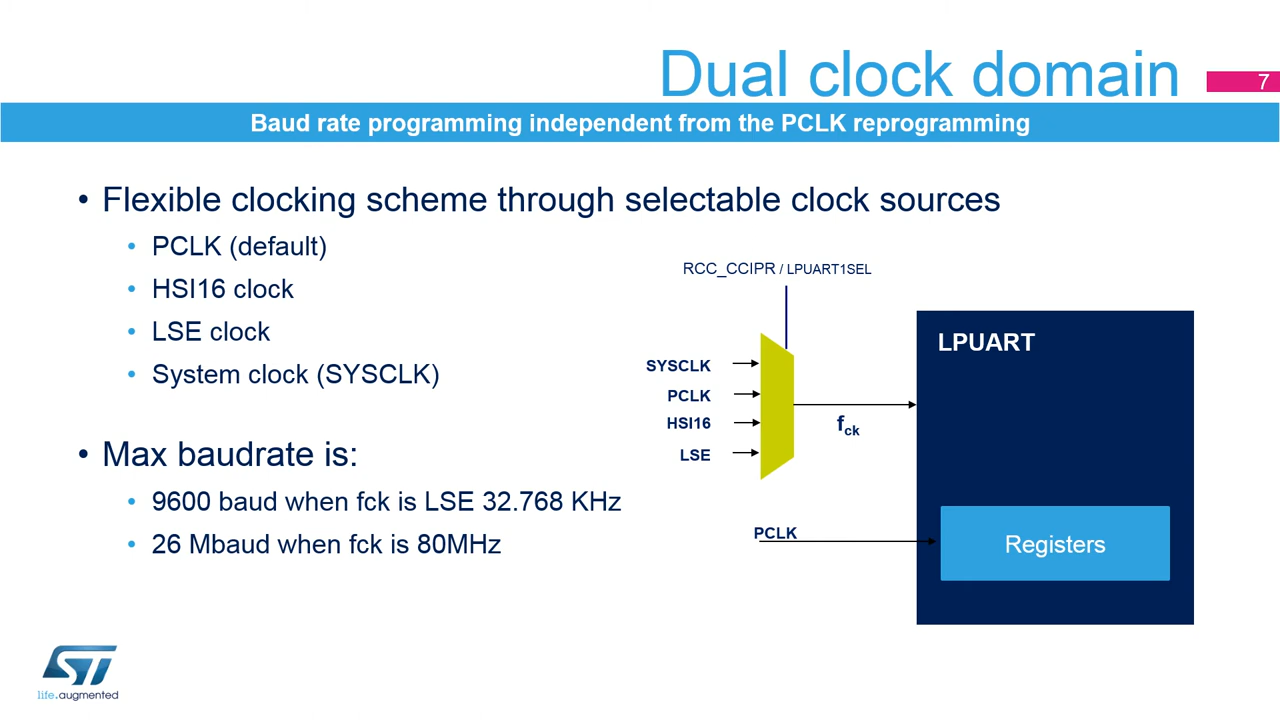 Dual clock domain
7
Baud rate programming independent from the PCLK reprogramming
• Flexible clocking scheme through selectable clock sources
• PCLK (default)
• HSI16 clock
• LSE clock
• System clock (SYSCLK)
• Max baudrate is:
• 9600 baud when fck is LSE 32.768 KHz
• 26 Mbaud when fck is 80MHz
RCC_CCIPR / LPUART1SEL
SYSCLK
PCLK
HSI16
LSE
fck
PCLK
LPUART
Registers
ST
life.augmented